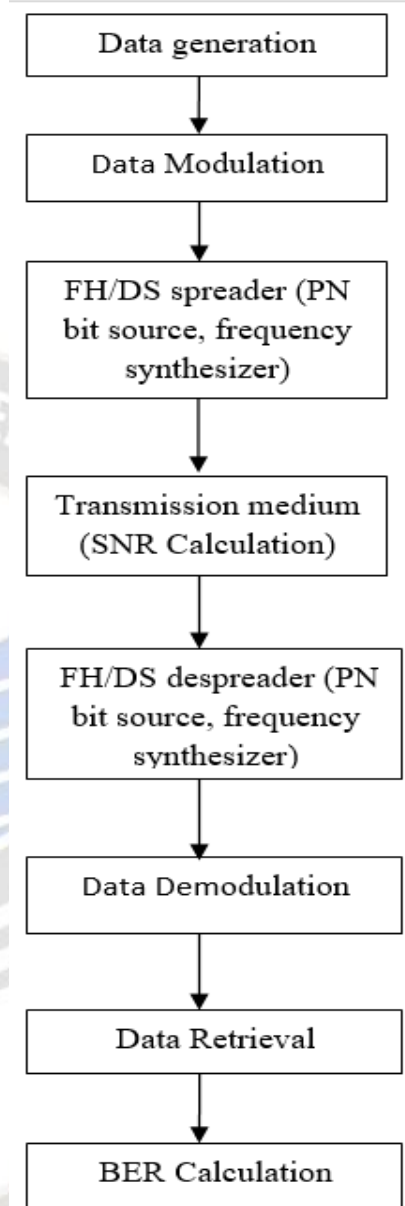 Data generation
Data Modulation
FH/DS spreader (PN
bit source, frequency
synthesizer)
Transmission medium
(SNR Calculation)
FH/DS despreader (PN
bit source, frequency
synthesizer)
Data Demodulation
Data Retrieval
BER Calculation